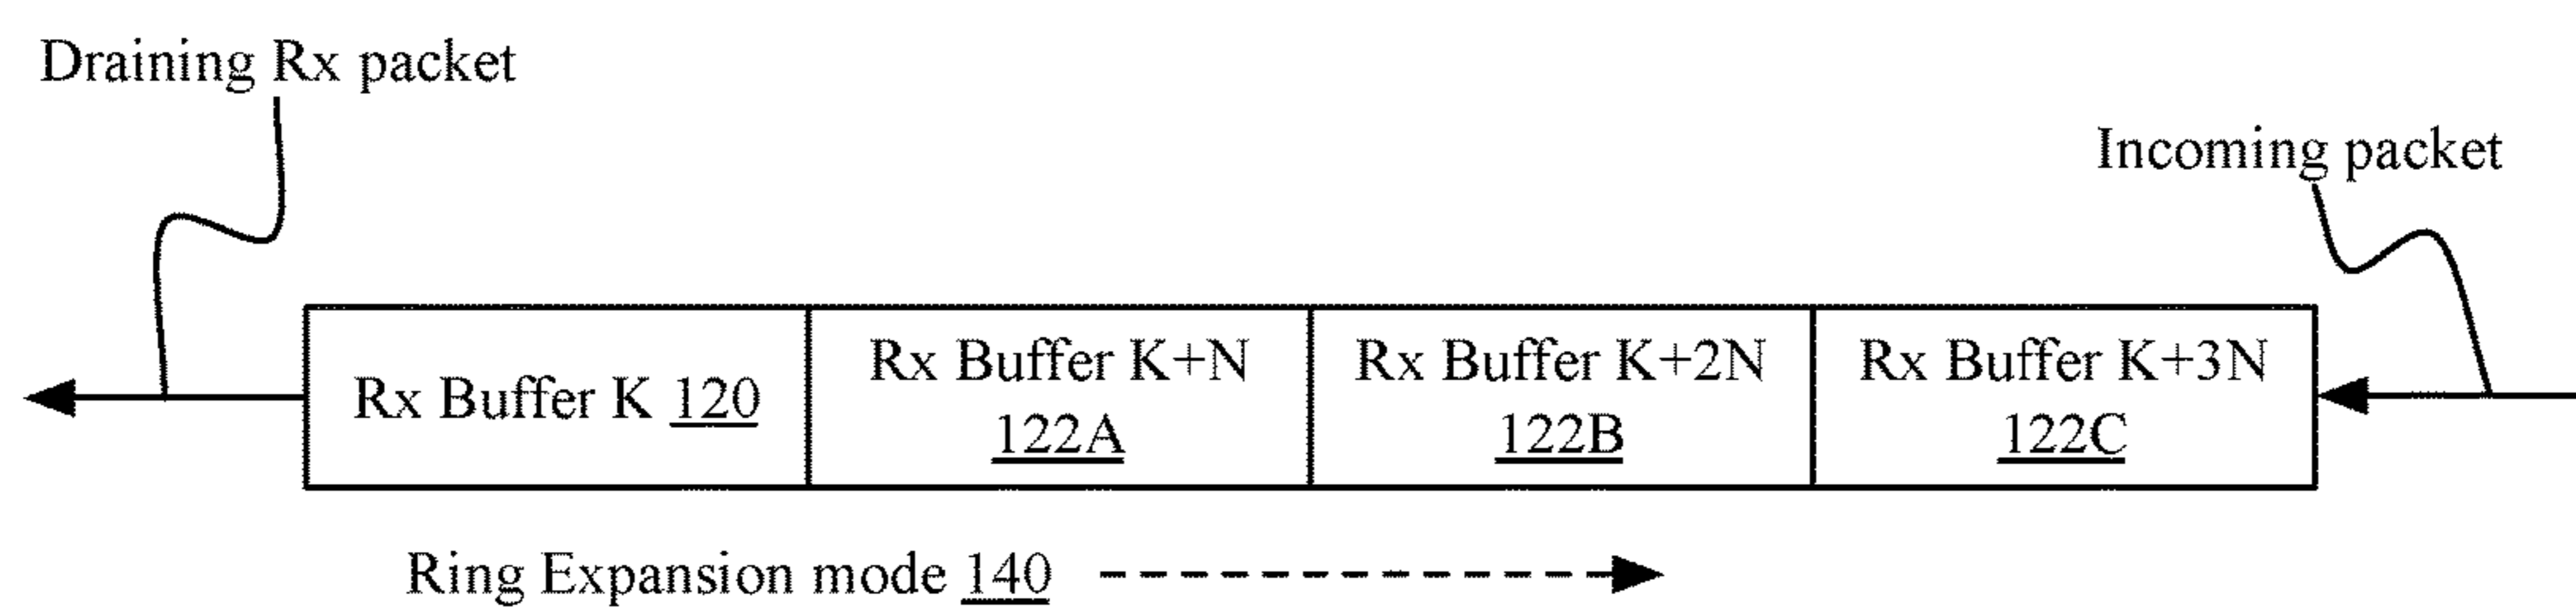 Draining Rx packet
Incoming packet
Rx Buffer K 120
Rx Buffer K+N
122A
Rx Buffer K+2N
122B
Rx Buffer K+3N
122C
Ring Expansion mode 140